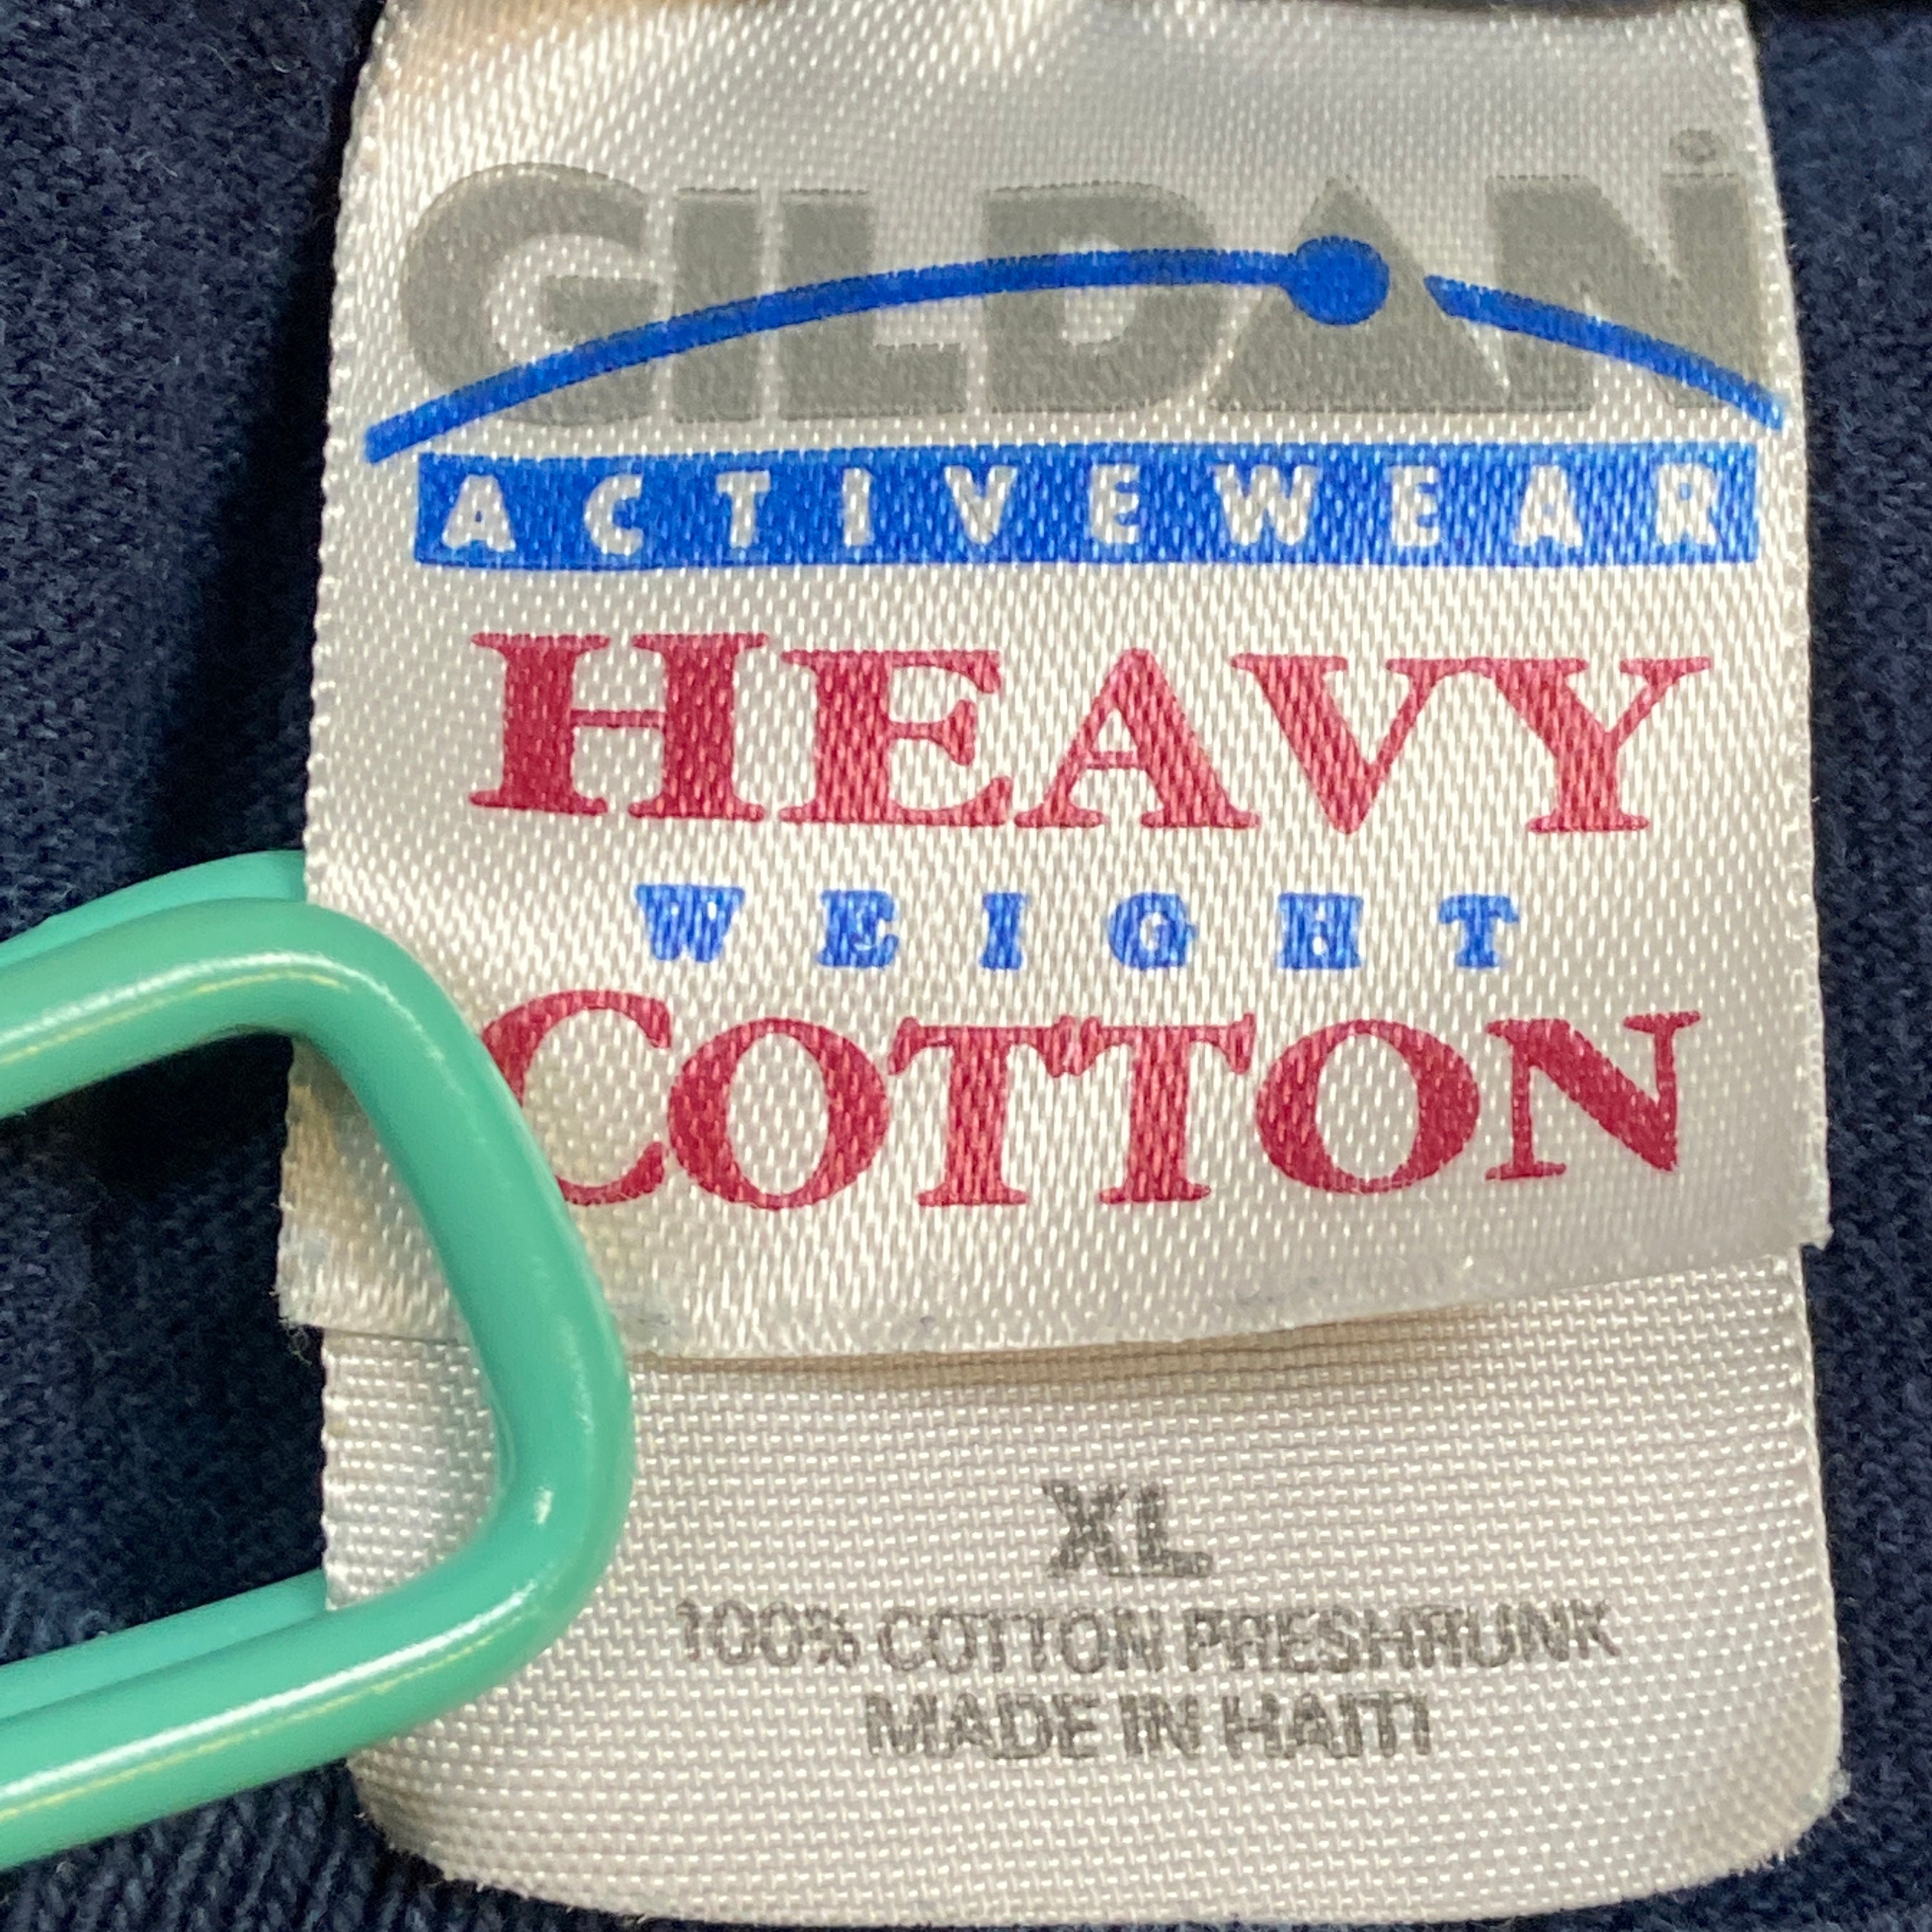 GILDAN
ACTIVEWEAR
HEAVY
WEIGHT
COTTON
XL
100% COTTON PRESHRUNK
MADE IN HAITI